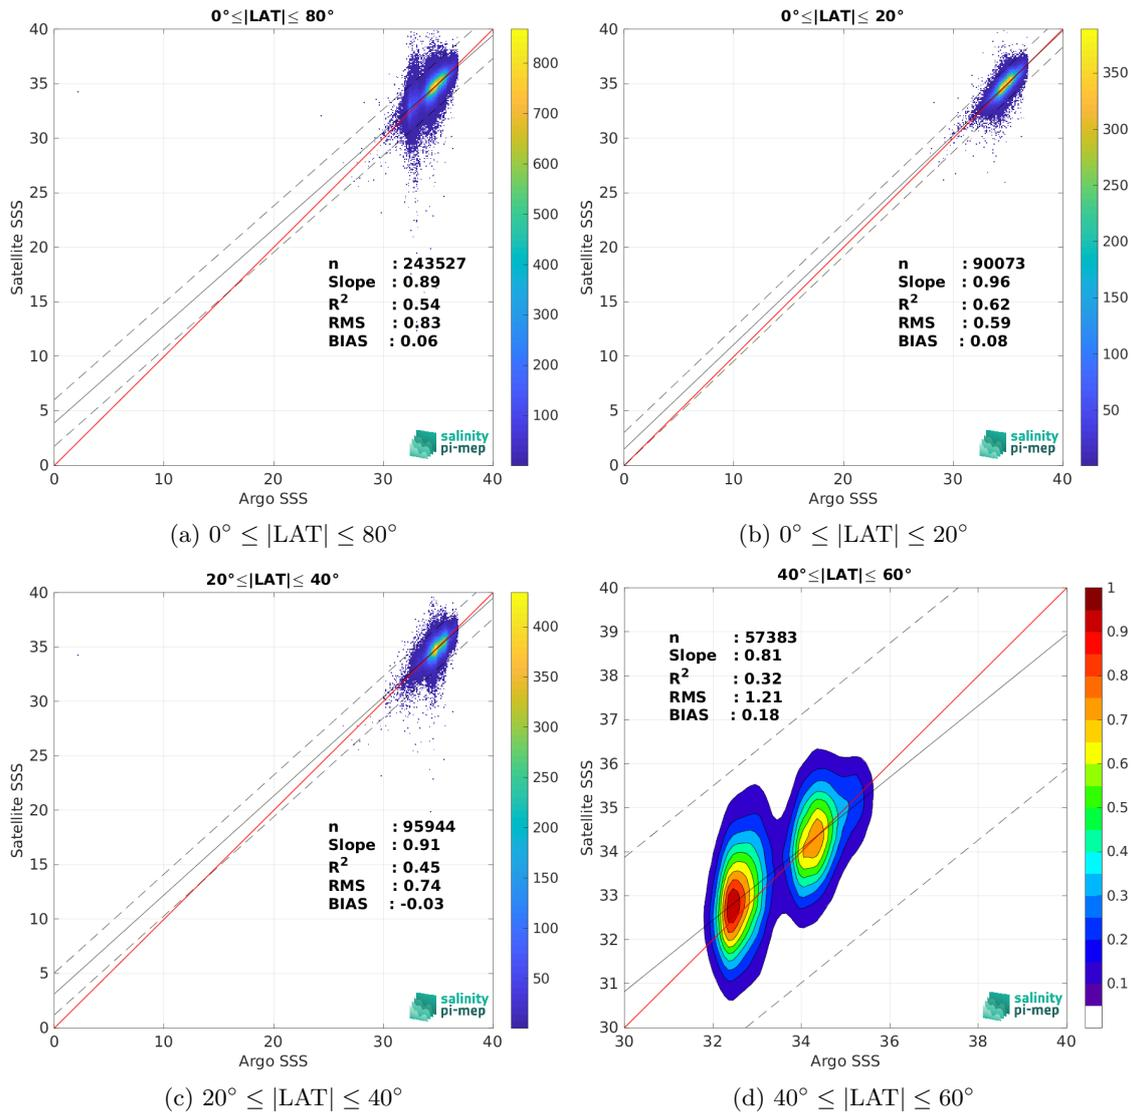 0°≤|LAT|≤ 80°
40
35
30
25
20
15
10
5
0
0
10
20
30
40
Satellite SSS
Argo SSS
n : 243527
Slope : 0.89
R² : 0.54
RMS : 0.83
BIAS : 0.06
salinity
pi-mep
800
700
600
500
400
300
200
100
(a) 0° ≤ |LAT| ≤ 80°
0°≤|LAT|≤ 20°
40
35
30
25
20
15
10
5
0
0
10
20
30
40
Satellite SSS
Argo SSS
n : 90073
Slope : 0.96
R² : 0.62
RMS : 0.59
BIAS : 0.08
salinity
pi-mep
350
300
250
200
150
100
50
(b) 0° ≤ |LAT| ≤ 20°
20°≤|LAT|≤ 40°
40
35
30
25
20
15
10
5
0
0
10
20
30
40
Satellite SSS
Argo SSS
n : 95944
Slope : 0.91
R² : 0.45
RMS : 0.74
BIAS : -0.03
salinity
pi-mep
400
350
300
250
200
150
100
50
(c) 20° ≤ |LAT| ≤ 40°
40°≤|LAT|≤ 60°
40
39
38
37
36
35
34
33
32
31
30
30
32
34
36
38
40
Satellite SSS
Argo SSS
n : 57383
Slope : 0.81
R² : 0.32
RMS : 1.21
BIAS : 0.18
salinity
pi-mep
1
0.9
0.8
0.7
0.6
0.5
0.4
0.3
0.2
0.1
(d) 40° ≤ |LAT| ≤ 60°